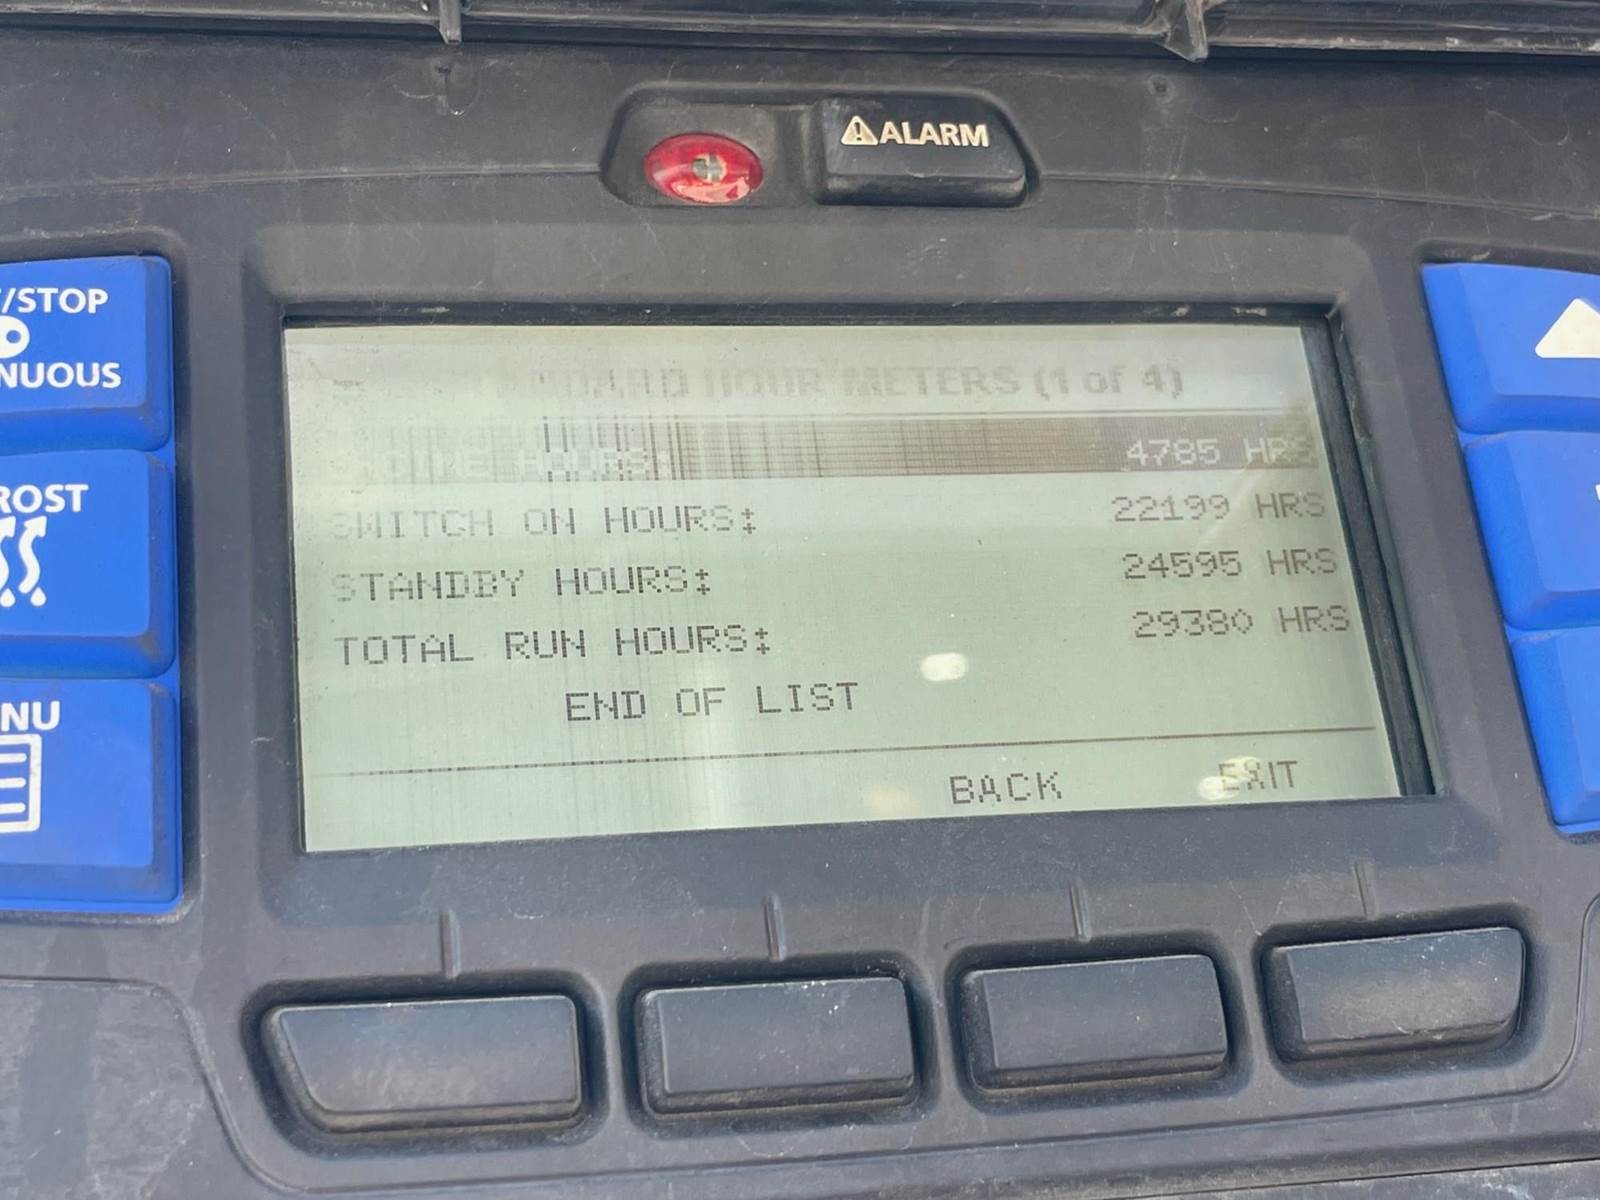 ⚠ALARM
/STOP
NUOUS
ROST
NU
HOUR METERS (1 of 4)
HOURS: 4785 HRS
SWITCH ON HOURS: 22199 HRS
STANDBY HOURS: 24595 HRS
TOTAL RUN HOURS: 29380 HRS
END OF LIST
BACK EXIT